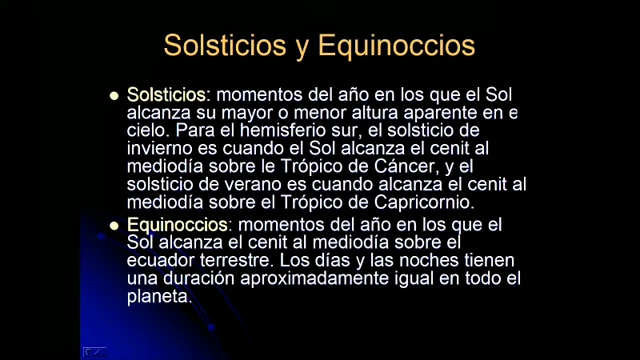 Solsticios y Equinoccios
Solsticios: momentos del año en los que el Sol
alcanza su mayor o menor altura aparente en e
cielo. Para el hemisferio sur, el solsticio de
invierno es cuando el Sol alcanza el cenit al
mediodía sobre le Trópico de Cáncer, y el
solsticio de verano es cuando alcanza el cenit al
mediodía sobre el Trópico de Capricornio.
Equinoccios: momentos del año en los que el
Sol alcanza el cenit al mediodía sobre el
ecuador terrestre. Los días y las noches tienen
una duración aproximadamente igual en todo el
planeta.